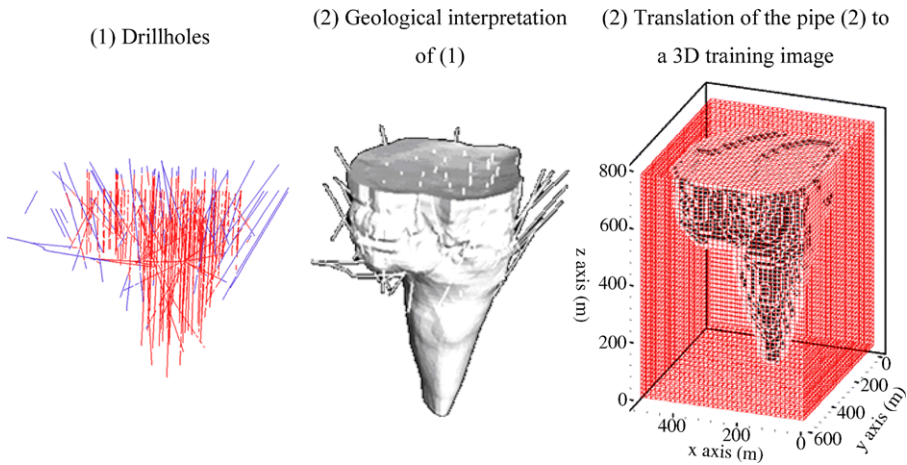 (1) Drillholes
(2) Geological interpretation
of (1)
(2) Translation of the pipe (2) to
a 3D training image
800
600
400
200
0
z axis (m)
400
200
0
x axis (m)
600
400
200
0
y axis (m)